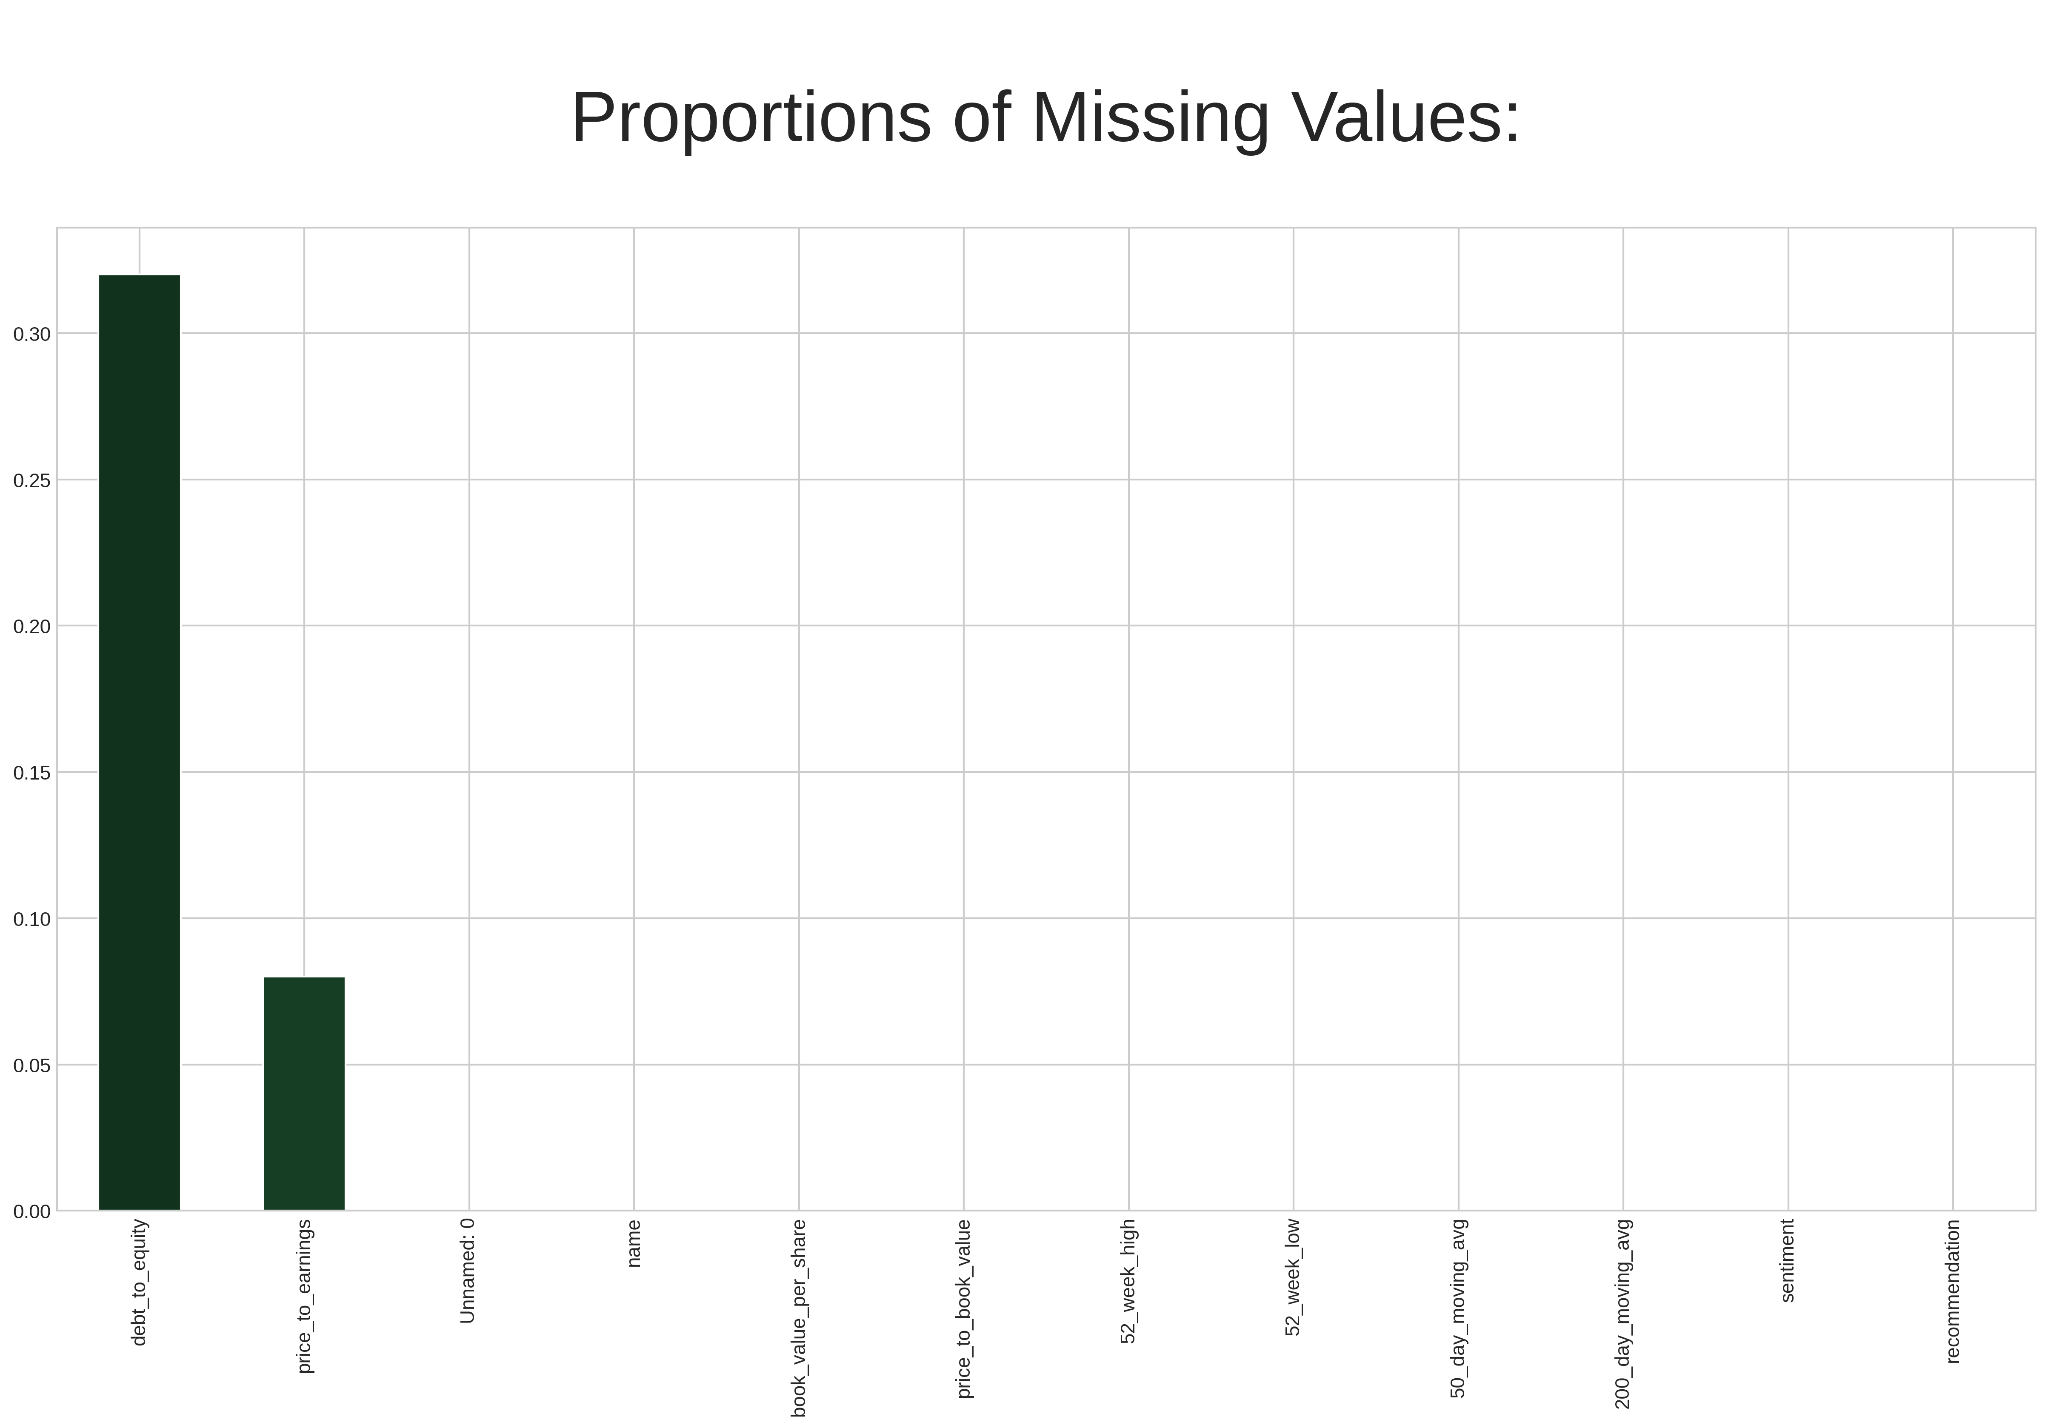 Proportions of Missing Values:
0.30
0.25
0.20
0.15
0.10
0.05
0.00
debt_to_equity
price_to_earnings
Unnamed: 0
name
book_value_per_share
price_to_book_value
52_week_high
52_week_low
50_day_moving_avg
200_day_moving_avg
sentiment
recommendation